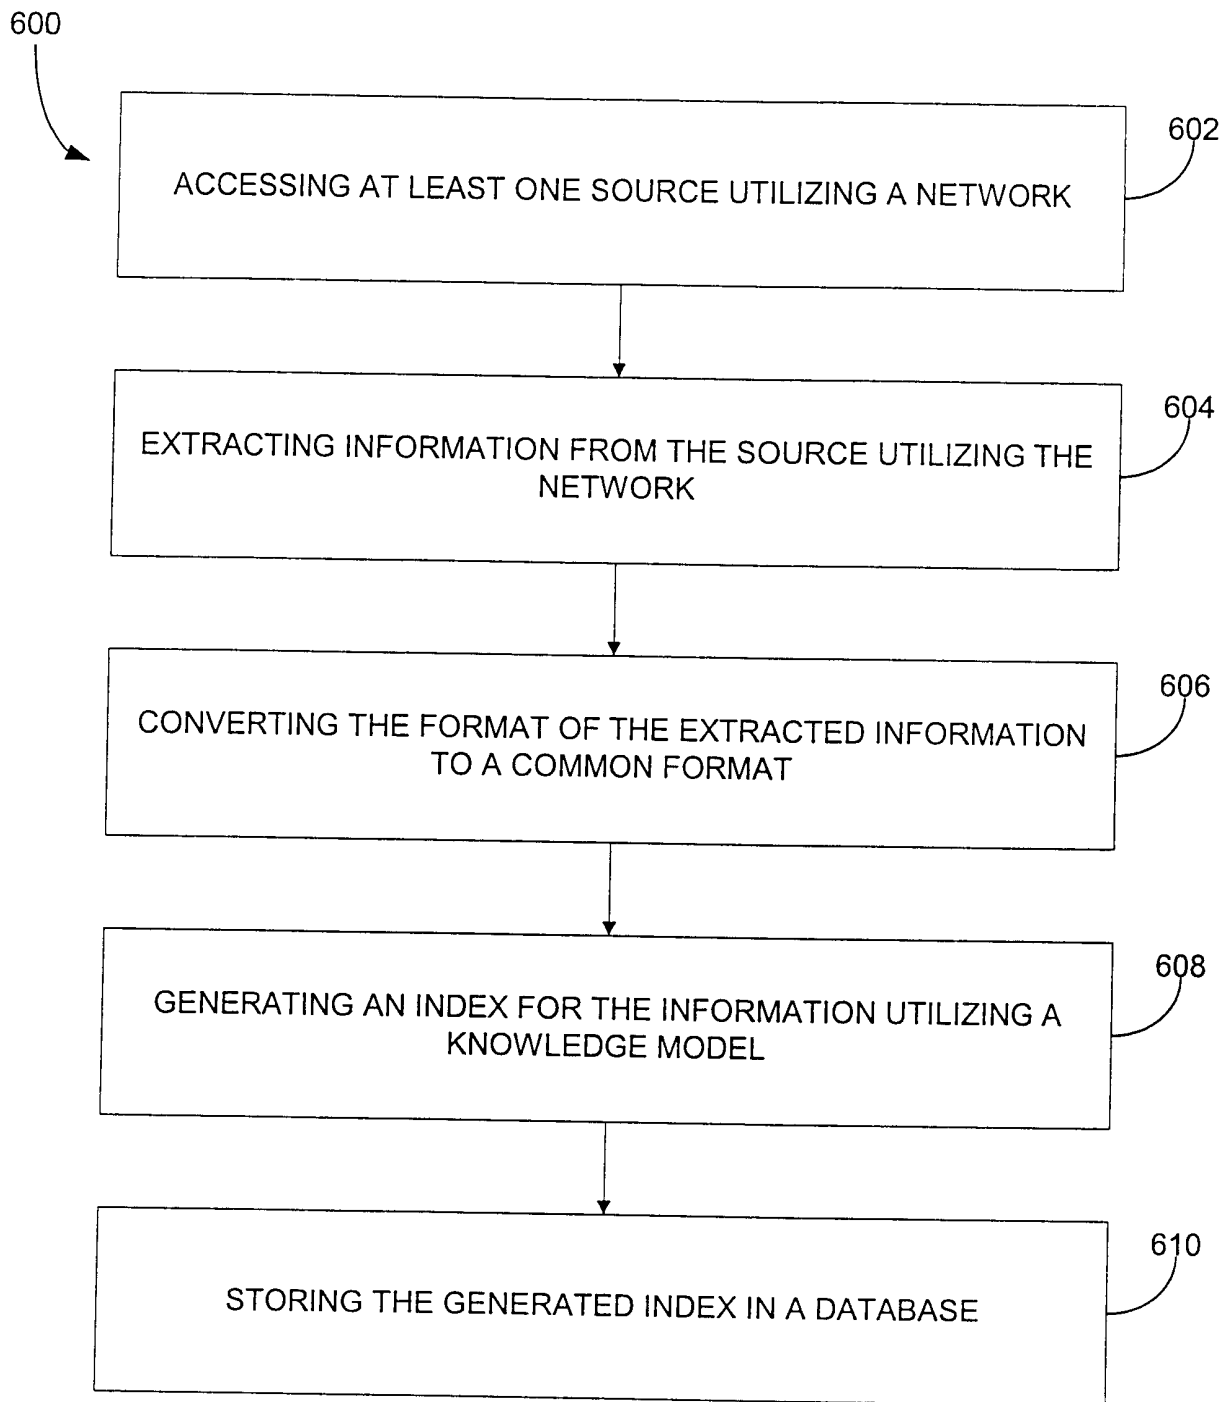 600
602
ACCESSING AT LEAST ONE SOURCE UTILIZING A NETWORK
604
EXTRACTING INFORMATION FROM THE SOURCE UTILIZING THE
NETWORK
606
CONVERTING THE FORMAT OF THE EXTRACTED INFORMATION
TO A COMMON FORMAT
608
GENERATING AN INDEX FOR THE INFORMATION UTILIZING A
KNOWLEDGE MODEL
610
STORING THE GENERATED INDEX IN A DATABASE